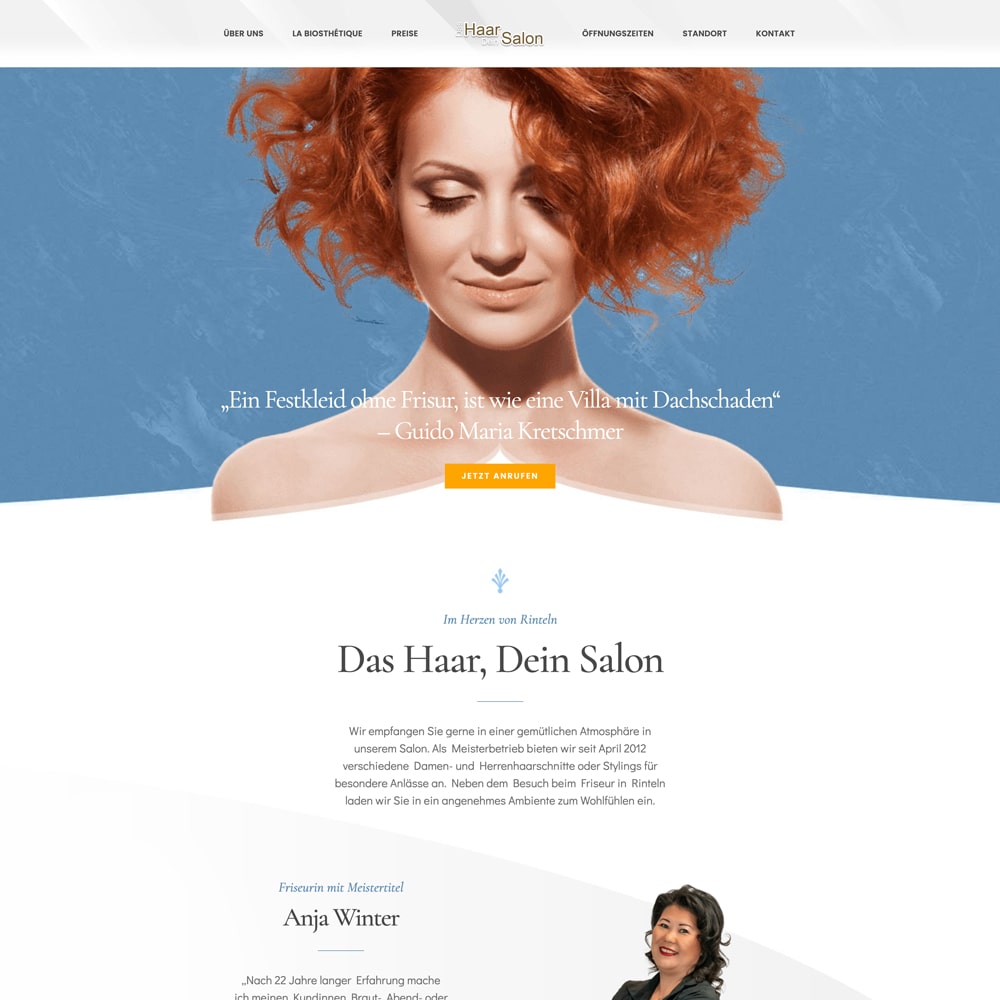 ÜBER UNS
LA BIOSTHÉTIQUE
PREISE
Haar
Dein Salon
ÖFFNUNGSZEITEN
STANDORT
KONTAKT
„Ein Festkleid ohne Frisur, ist wie eine Villa mit Dachschaden“
– Guido Maria Kretschmer
JETZT ANRUFEN
Im Herzen von Rinteln
Das Haar, Dein Salon
Wir empfangen Sie gerne in einer gemütlichen Atmosphäre in
unserem Salon. Als Meisterbetrieb bieten wir seit April 2012
verschiedene Damen- und Herrenhaarschnitte oder Stylings für
besondere Anlässe an. Neben dem Besuch beim Friseur in Rinteln
laden wir Sie in ein angenehmes Ambiente zum Wohlfühlen ein.
Friseurin mit Meistertitel
Anja Winter
„Nach 22 Jahre langer Erfahrung mache
ich meinen Kundinnen Braut- Abend- oder